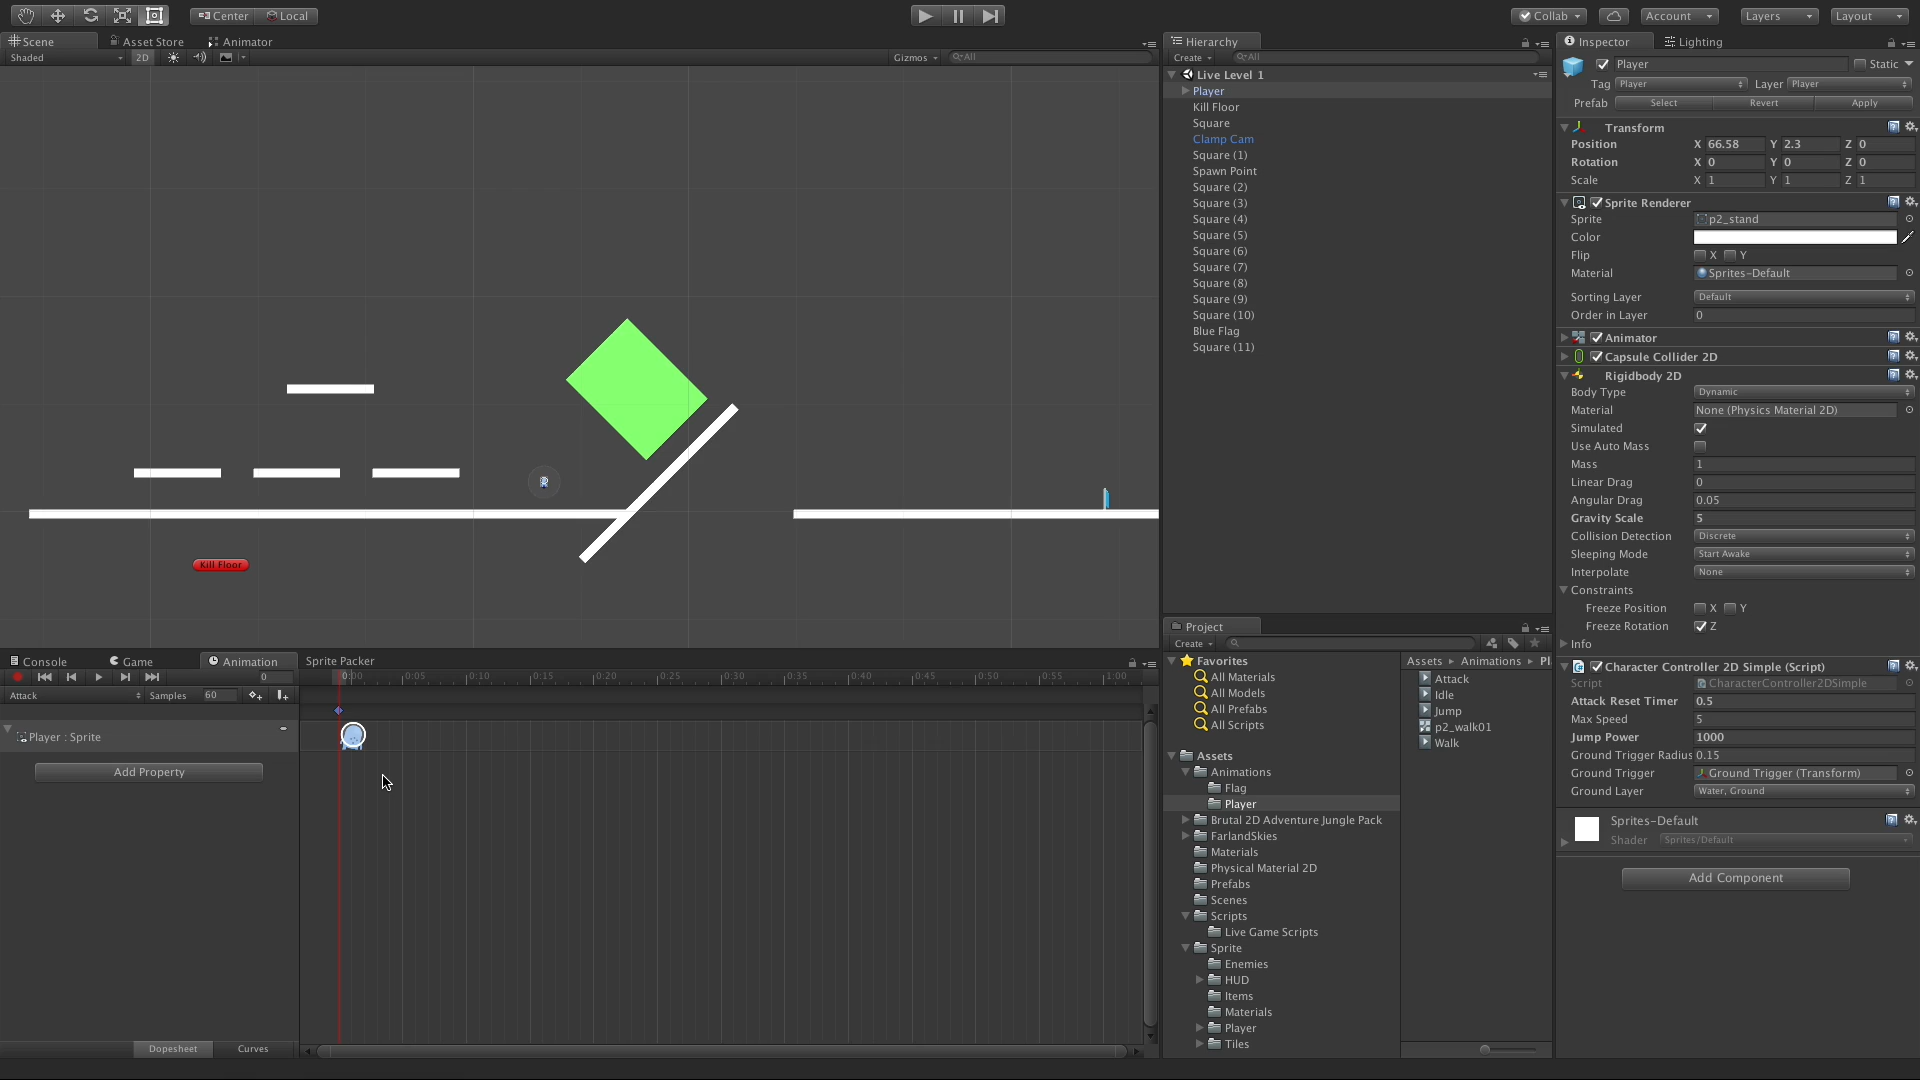 Center Local
Collab Account Layers Layout
Scene Asset Store Animator
Shaded 2D Gizmos All
Kill Floor
Console Game Animation Sprite Packer
0 0:00 0:05 0:10 0:15 0:20 0:25 0:30 0:35 0:40 0:45 0:50 0:55 1:00
Attack Samples 60
Player : Sprite
Add Property
Dopesheet Curves
Hierarchy
Create All
Live Level 1
Player
Kill Floor
Square
Clamp Cam
Square (1)
Spawn Point
Square (2)
Square (3)
Square (4)
Square (5)
Square (6)
Square (7)
Square (8)
Square (9)
Square (10)
Blue Flag
Square (11)
Project
Create
Favorites
All Materials
All Models
All Prefabs
All Scripts
Assets
Animations
Flag
Player
Brutal 2D Adventure Jungle Pack
FarlandSkies
Materials
Physical Material 2D
Prefabs
Scenes
Scripts
Live Game Scripts
Sprite
Enemies
HUD
Items
Materials
Player
Tiles
Assets Animations Pl
Attack
Idle
Jump
p2_walk01
Walk
Inspector Lighting
Player Static
Tag Player Layer Player
Prefab Select Revert Apply
Transform
Position X 66.58 Y 2.3 Z 0
Rotation X 0 Y 0 Z 0
Scale X 1 Y 1 Z 1
Sprite Renderer
Sprite p2_stand
Color
Flip X Y
Material Sprites-Default
Sorting Layer Default
Order in Layer 0
Animator
Capsule Collider 2D
Rigidbody 2D
Body Type Dynamic
Material None (Physics Material 2D)
Simulated
Use Auto Mass
Mass 1
Linear Drag 0
Angular Drag 0.05
Gravity Scale 5
Collision Detection Discrete
Sleeping Mode Start Awake
Interpolate None
Constraints
Freeze Position X Y
Freeze Rotation Z
Info
Character Controller 2D Simple (Script)
Script CharacterController2DSimple
Attack Reset Timer 0.5
Max Speed 5
Jump Power 1000
Ground Trigger Radius 0.15
Ground Trigger Ground Trigger (Transform)
Ground Layer Water, Ground
Sprites-Default
Shader Sprites/Default
Add Component